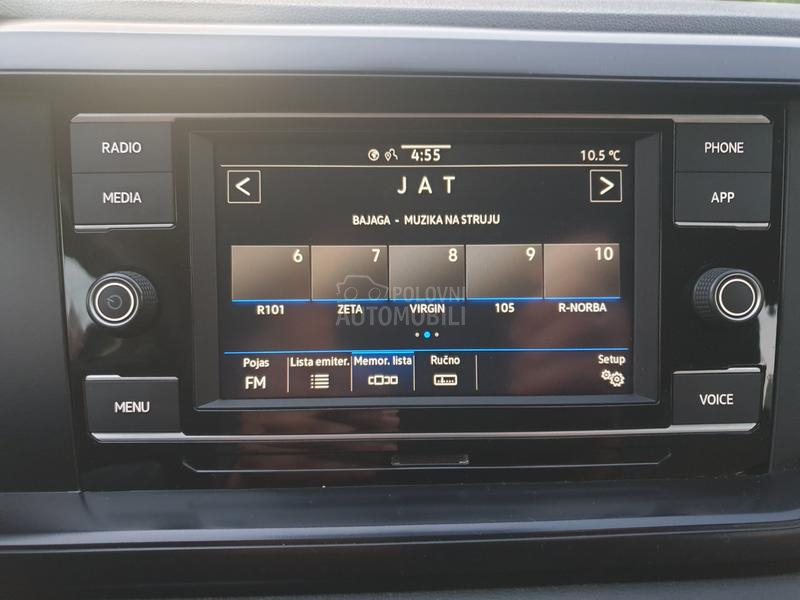 RADIO
MEDIA
MENU
PHONE
APP
VOICE
4:55
10.5 °C
< JAT >
BAJAGA - MUZIKA NA STRUJU
6 7 8 9 10
R101 ZETA VIRGIN 105 R-NORBA
POLOVNI
AUTOMOBILI
Pojas Lista emiter. Memor. lista Ručno Setup
FM